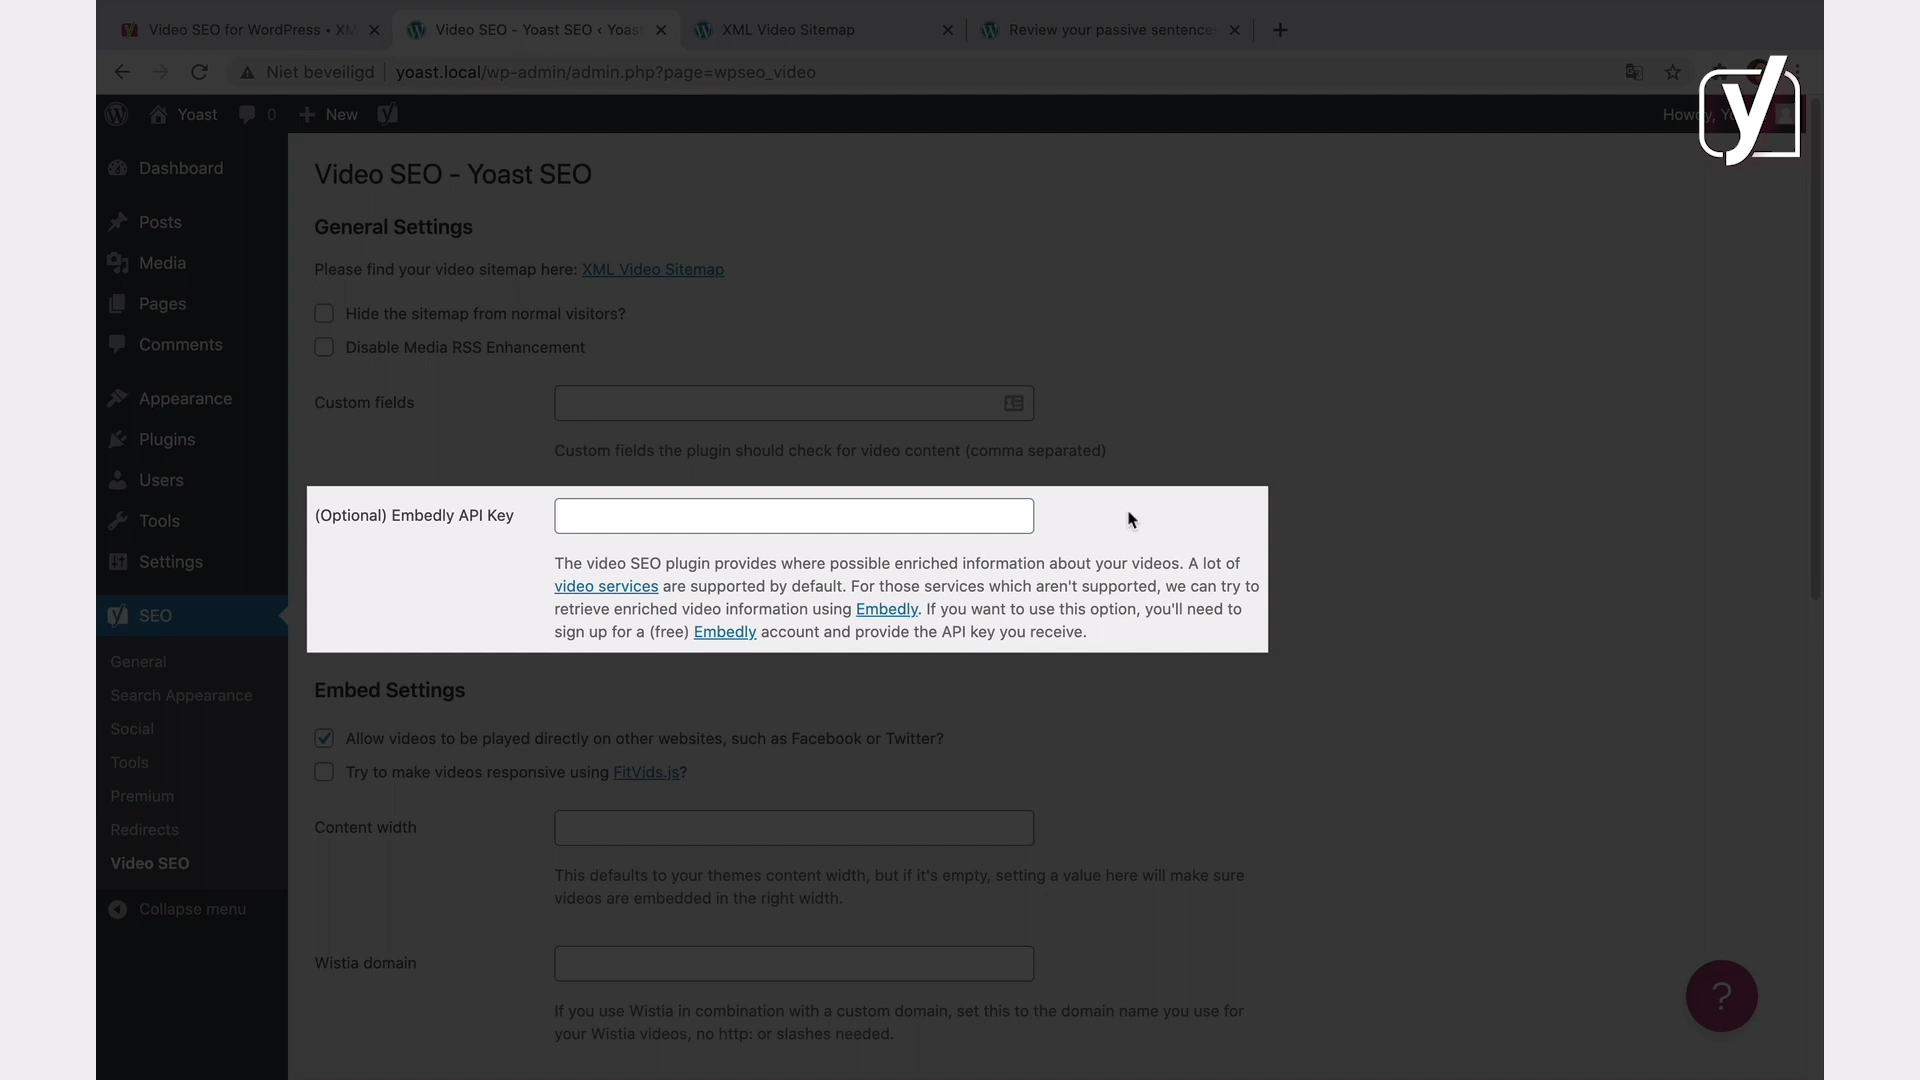 Video SEO for WordPress • XM
Video SEO - Yoast SEO ‹ Yoas
XML Video Sitemap
Review your passive sentence
Niet beveiligd
yoast.local/wp-admin/admin.php?page=wpseo_video
Yoast
0
New
Howdy, Yo
Dashboard
Posts
Media
Pages
Comments
Appearance
Plugins
Users
Tools
Settings
SEO
General
Search Appearance
Social
Tools
Premium
Redirects
Video SEO
Collapse menu
Video SEO - Yoast SEO
General Settings
Please find your video sitemap here: XML Video Sitemap
Hide the sitemap from normal visitors?
Disable Media RSS Enhancement
Custom fields
Custom fields the plugin should check for video content (comma separated)
(Optional) Embedly API Key
The video SEO plugin provides where possible enriched information about your videos. A lot of
video services are supported by default. For those services which aren't supported, we can try to
retrieve enriched video information using Embedly. If you want to use this option, you'll need to
sign up for a (free) Embedly account and provide the API key you receive.
Embed Settings
Allow videos to be played directly on other websites, such as Facebook or Twitter?
Try to make videos responsive using FitVids.js?
Content width
This defaults to your themes content width, but if it's empty, setting a value here will make sure
videos are embedded in the right width.
Wistia domain
If you use Wistia in combination with a custom domain, set this to the domain name you use for
your Wistia videos, no http: or slashes needed.
?
y